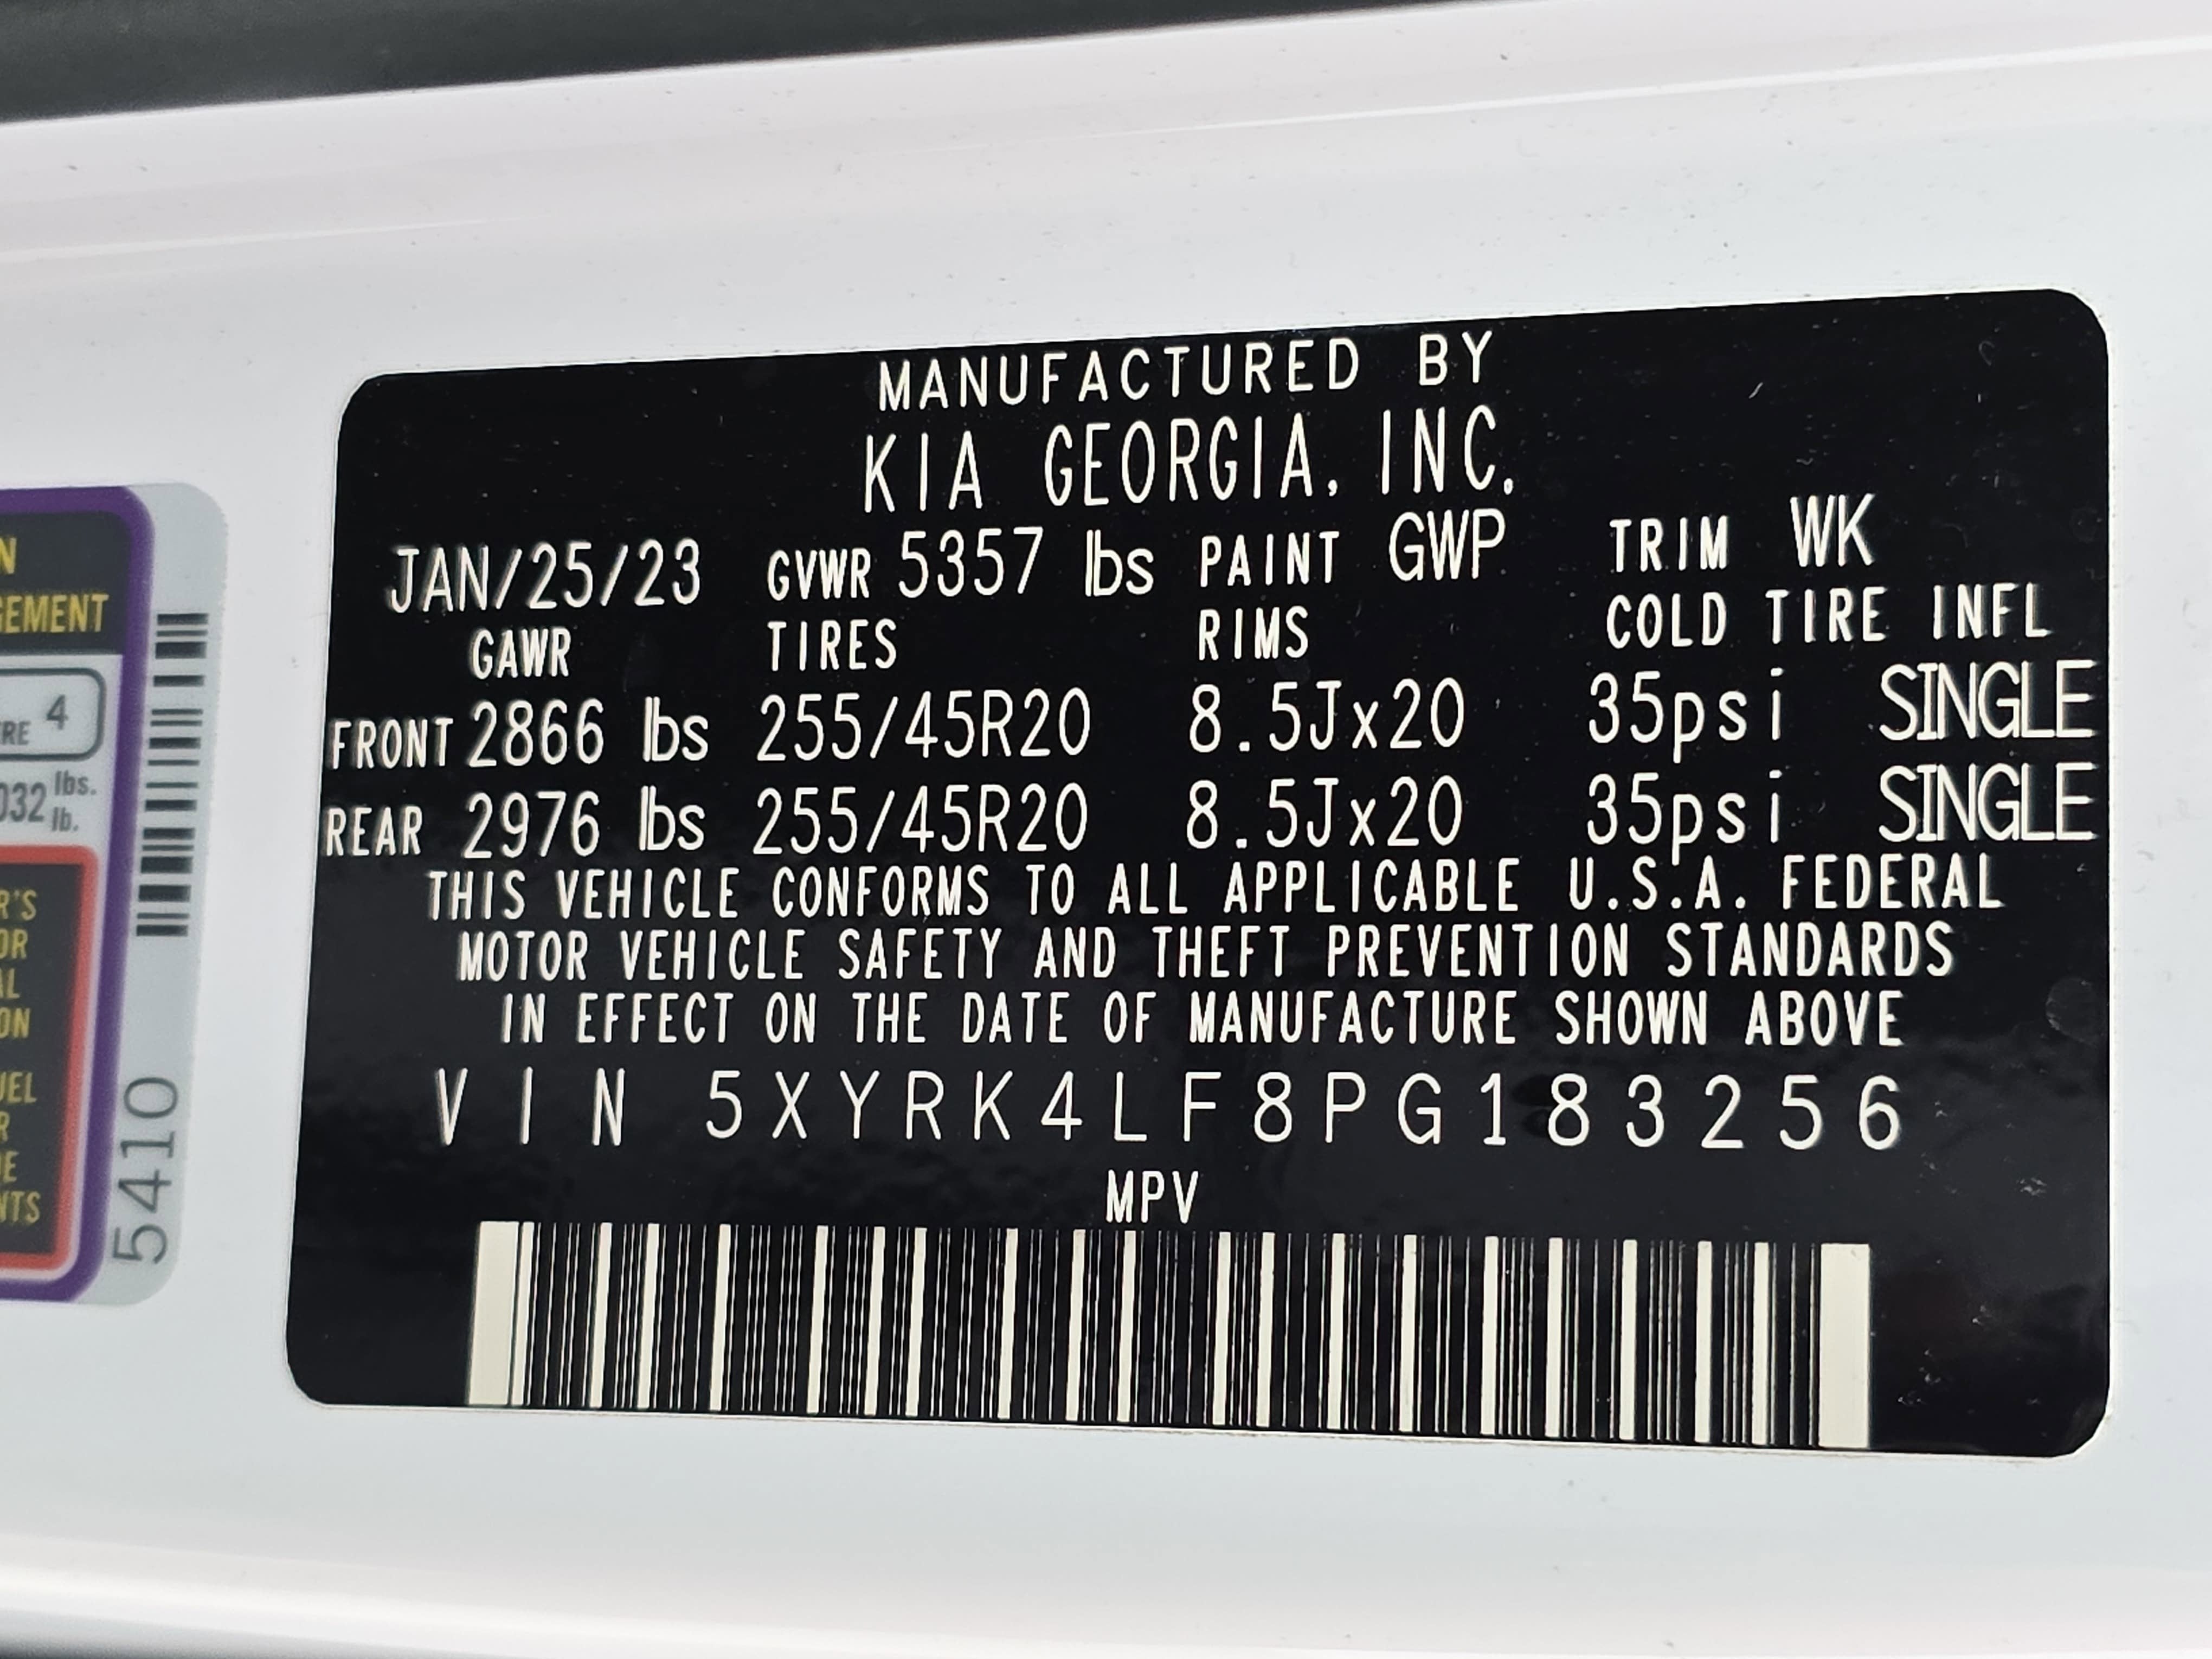 MANUFACTURED BY
KIA GEORGIA, INC.
JAN/25/23 GVWR 5357 lbs PAINT GWP TRIM WK
GAWR TIRES RIMS COLD TIRE INFL
FRONT 2866 lbs 255/45R20 8.5Jx20 35psi SINGLE
REAR 2976 lbs 255/45R20 8.5Jx20 35psi SINGLE
THIS VEHICLE CONFORMS TO ALL APPLICABLE U.S.A. FEDERAL
MOTOR VEHICLE SAFETY AND THEFT PREVENTION STANDARDS
IN EFFECT ON THE DATE OF MANUFACTURE SHOWN ABOVE
VIN 5XYRK4LF8PG183256
MPV
4
lbs.
lb.
5410